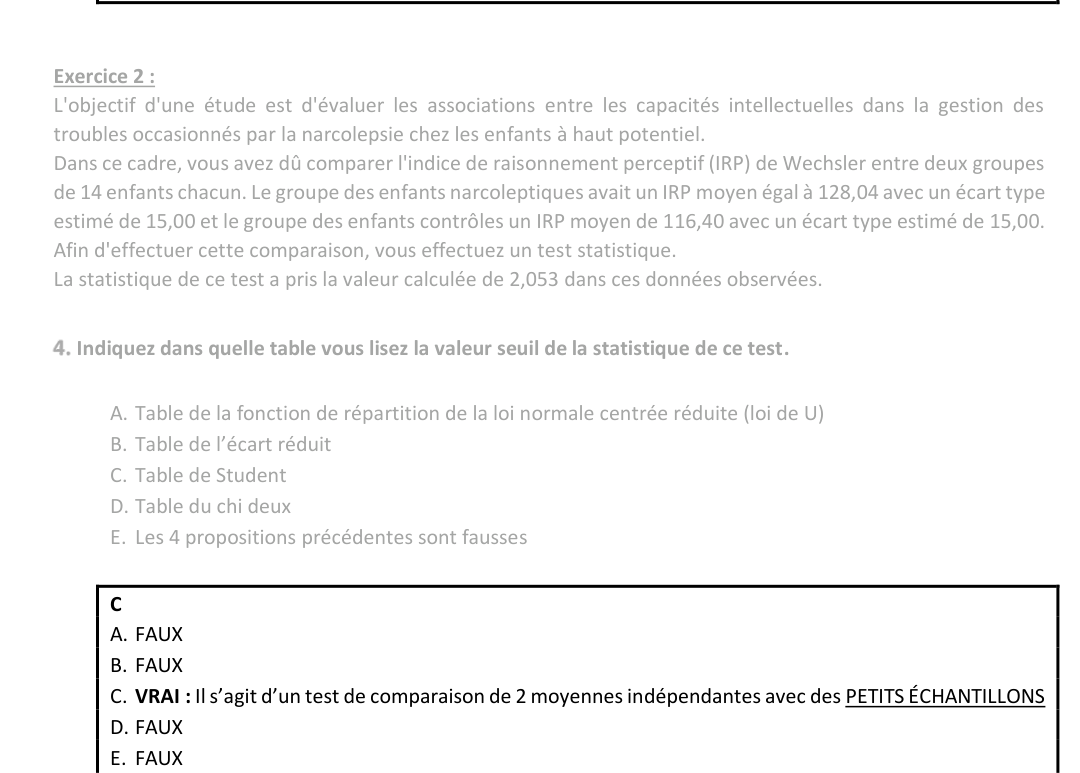 Exercice 2 :
L'objectif d'une étude est d'évaluer les associations entre les capacités intellectuelles dans la gestion des
troubles occasionnés par la narcolepsie chez les enfants à haut potentiel.
Dans ce cadre, vous avez dû comparer l'indice de raisonnement perceptif (IRP) de Wechsler entre deux groupes
de 14 enfants chacun. Le groupe des enfants narcoleptiques avait un IRP moyen égal à 128,04 avec un écart type
estimé de 15,00 et le groupe des enfants contrôles un IRP moyen de 116,40 avec un écart type estimé de 15,00.
Afin d'effectuer cette comparaison, vous effectuez un test statistique.
La statistique de ce test a pris la valeur calculée de 2,053 dans ces données observées.
4. Indiquez dans quelle table vous lisez la valeur seuil de la statistique de ce test.
A. Table de la fonction de répartition de la loi normale centrée réduite (loi de U)
B. Table de l’écart réduit
C. Table de Student
D. Table du chi deux
E. Les 4 propositions précédentes sont fausses
C
A. FAUX
B. FAUX
C. VRAI : Il s’agit d’un test de comparaison de 2 moyennes indépendantes avec des PETITS ÉCHANTILLONS
D. FAUX
E. FAUX